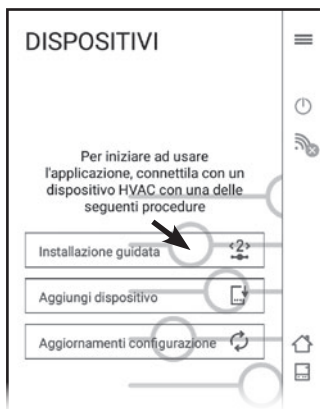 DISPOSITIVI
Per iniziare ad usare
l'applicazione, connettila con un
dispositivo HVAC con una delle
seguenti procedure
Installazione guidata
‹2›
Aggiungi dispositivo
Aggiornamenti configurazione